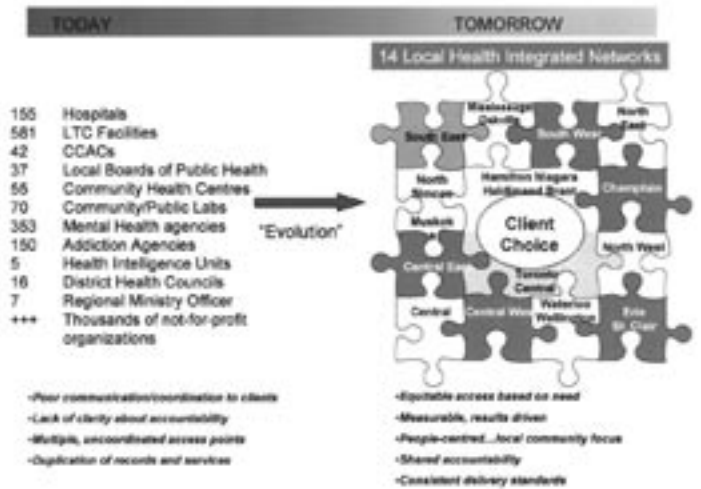 TODAY
TOMORROW
14 Local Health Integrated Networks
155 Hospitals
581 LTC Facilities
42 CCACs
37 Local Boards of Public Health
55 Community Health Centres
70 Community/Public Labs
353 Mental Health agencies
150 Addiction Agencies
5 Health Intelligence Units
16 District Health Councils
7 Regional Ministry Officer
+++ Thousands of not-for-profit
organizations
"Evolution"
Mississauga
Oakville
North
East
South East
South West
North
Simcoe
Hamilton Niagara
Haldimand Brant
Champlain
Muskok
Client
Choice
North West
Central Eas
Toronto
Central
Central
Central Wes
Waterloo
Wellington
Erie
St. Clair
•Poor communication/coordination to clients
•Lack of clarity about accountability
•Multiple, uncoordinated access points
•Duplication of records and services
•Equitable access based on need
•Measurable, results driven
•People-centred...local community focus
•Shared accountability
•Consistent delivery standards